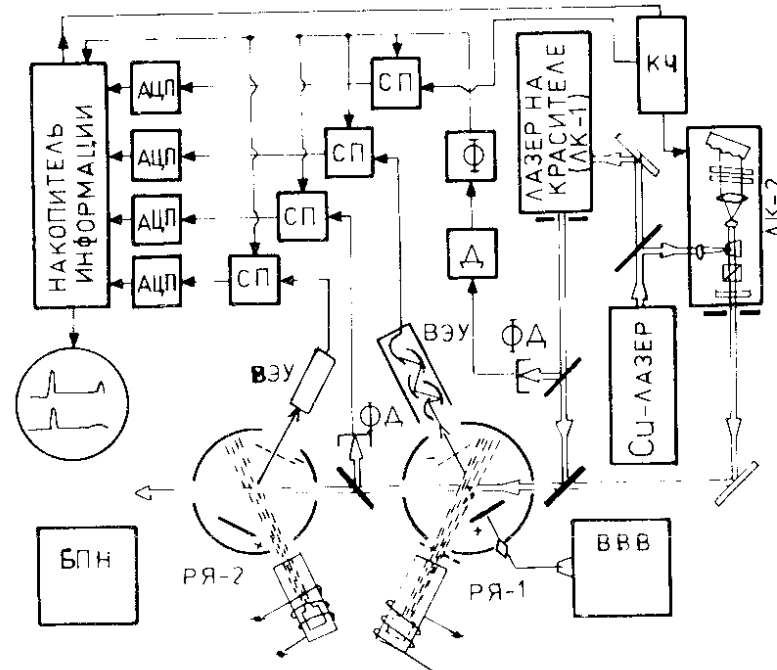 НАКОПИТЕЛЬ
ИНФОРМАЦИИ
АЦП
АЦП
АЦП
АЦП
СП
СП
СП
СП
Ф
Д
ЛАЗЕР НА
КРАСИТЕЛЕ
(ЛК-1)
КЧ
ЛК-2
Cu-ЛАЗЕР
ВЭУ
ВЭУ
ФД
ФД
БПН
РЯ-2
РЯ-1
ВВВ